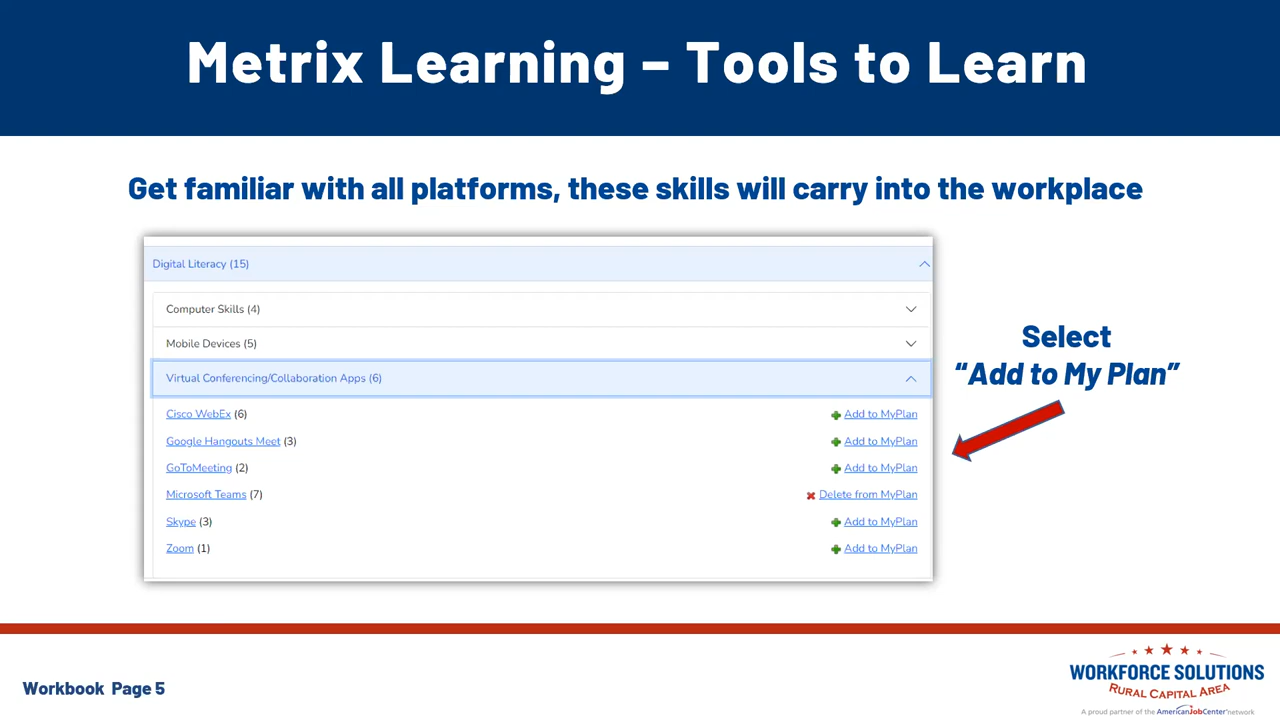 Metrix Learning – Tools to Learn
Get familiar with all platforms, these skills will carry into the workplace
Digital Literacy (15)
Computer Skills (4)
Mobile Devices (5)
Virtual Conferencing/Collaboration Apps (6)
Cisco WebEx (6) Add to MyPlan
Google Hangouts Meet (3) Add to MyPlan
GoToMeeting (2) Add to MyPlan
Microsoft Teams (7) Delete from MyPlan
Skype (3) Add to MyPlan
Zoom (1) Add to MyPlan
Select
“Add to My Plan”
Workbook Page 5
WORKFORCE SOLUTIONS
RURAL CAPITAL AREA
A proud partner of the AmericanJobCenter network